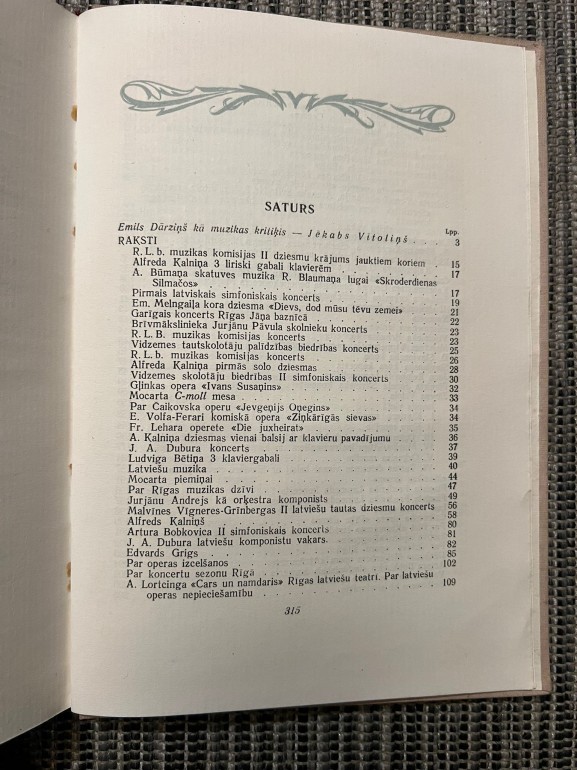 SATURS
Lpp.
Emils Dārziņš kā muzikas kritiķis — Jēkabs Vītoliņš . . . 3
RAKSTI
R. L. b. muzikas komisijas II dziesmu krājums jauktiem koriem . 15
Alfreda Kalniņa 3 liriski gabali klavierēm . . . 17
A. Būmaņa skatuves muzika R. Blaumaņa lugai «Skroderdienas
Silmačos» . . . 17
Pirmais latviskais simfoniskais koncerts . . . 19
Em. Melngaiļa kora dziesma «Dievs, dod mūsu tēvu zemei» . . . 21
Garīgais koncerts Rīgas Jāņa baznīcā . . . 22
Brīvmākslinieka Jurjānu Pāvula skolnieku koncerts . . . 23
R. L. B. muzikas komisijas koncerts . . . 23
Vidzemes tautskolotāju palīdzības biedrības koncerts . . . 25
R. L. b. muzikas komisijas koncerts . . . 26
Alfreda Kalniņa pirmās solo dziesmas . . . 28
Vidzemes skolotāju biedrības II simfoniskais koncerts . . . 30
Gļinkas opera «Ivans Susaņins» . . . 32
Mocarta C-moll mesa . . . 33
Par Čaikovska operu «Jevgeņijs Oņegins» . . . 34
E. Volfa-Ferari komiskā opera «Ziņkārīgās sievas» . . . 34
Fr. Lehara operete «Die juxheirat» . . . 35
A. Kalniņa dziesmas vienai balsij ar klavieru pavadījumu . . . 36
J. A. Dubura koncerts . . . 37
Ludviga Bētiņa 3 klaviergabali . . . 39
Latviešu muzika . . . 40
Mocarta piemiņai . . . 44
Par Rīgas muzikas dzīvi . . . 47
Jurjānu Andrejs kā orķestra komponists . . . 49
Malvīnes Vīgneres-Grīnbergas II latviešu tautas dziesmu koncerts 56
Alfreds Kalniņš . . . 58
Artura Bobkovica II simfoniskais koncerts . . . 80
J. A. Dubura latviešu komponistu vakars. . . . 81
Edvards Grigs . . . 82
Par operas izcelšanos . . . 85
Par koncertu sezonu Rīgā . . . 102
A. Lortcinga «Cars un namdaris» Rīgas latviešu teatrī. Par latviešu
operas nepieciešamību . . . 109
315